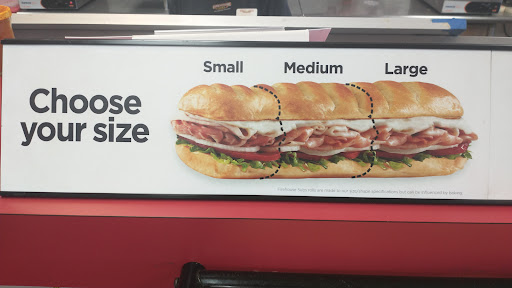 Small Medium Large
Choose
your size